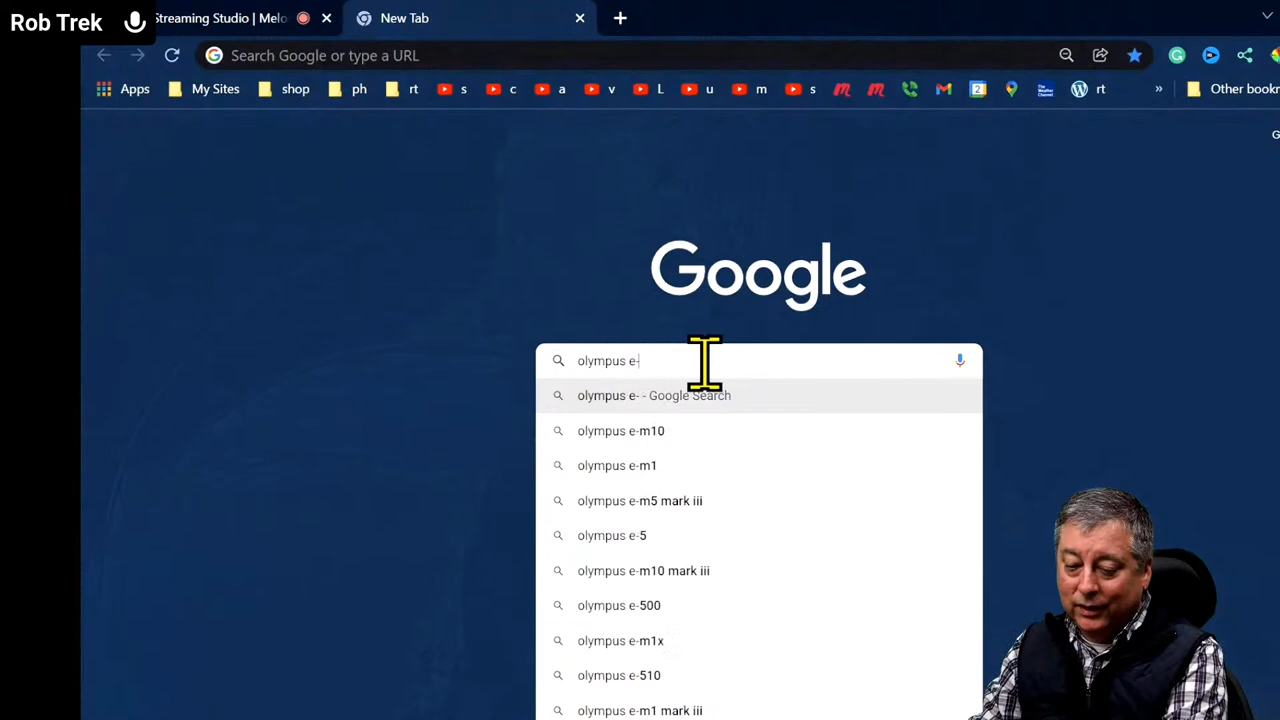 Rob Trek
Streaming Studio | Melo
New Tab
Search Google or type a URL
Apps
My Sites
shop
ph
rt
s
c
a
v
L
u
m
s
2
rt
»
Other bookm
G
Google
olympus e-
olympus e- - Google Search
olympus e-m10
olympus e-m1
olympus e-m5 mark iii
olympus e-5
olympus e-m10 mark iii
olympus e-500
olympus e-m1x
olympus e-510
olympus e-m1 mark iii